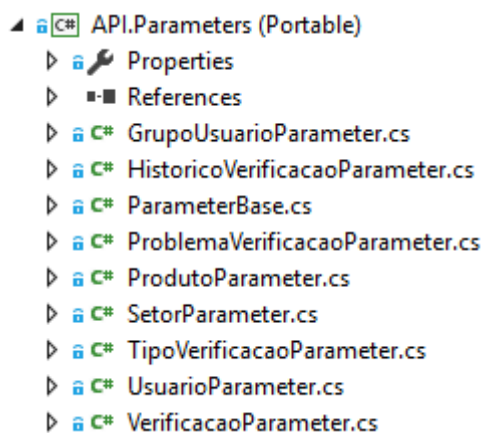 C# API.Parameters (Portable)
Properties
References
C# GrupoUsuarioParameter.cs
C# HistoricoVerificacaoParameter.cs
C# ParameterBase.cs
C# ProblemaVerificacaoParameter.cs
C# ProdutoParameter.cs
C# SetorParameter.cs
C# TipoVerificacaoParameter.cs
C# UsuarioParameter.cs
C# VerificacaoParameter.cs